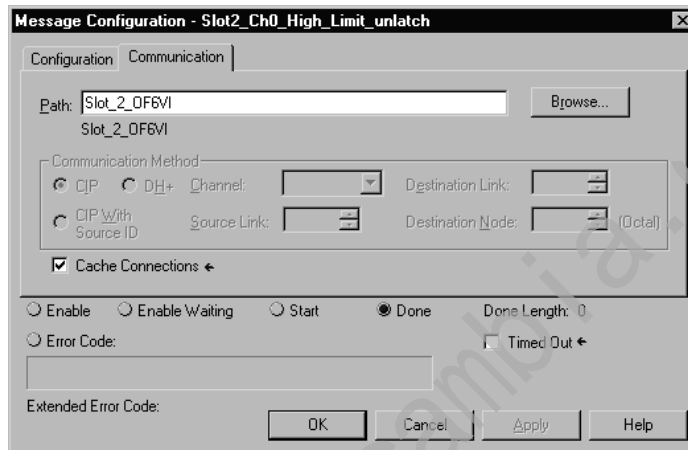 Message Configuration - Slot2_Ch0_High_Limit_unlatch
Configuration Communication
Path: Slot_2_OF6VI Browse...
Slot_2_OF6VI
Communication Method
CIP DH+ Channel: Destination Link:
CIP With Source ID Source Link: Destination Node: (Octal)
Cache Connections ←
Enable Enable Waiting Start Done Done Length: 0
Error Code: Timed Out ←
Extended Error Code:
OK Cancel Apply Help